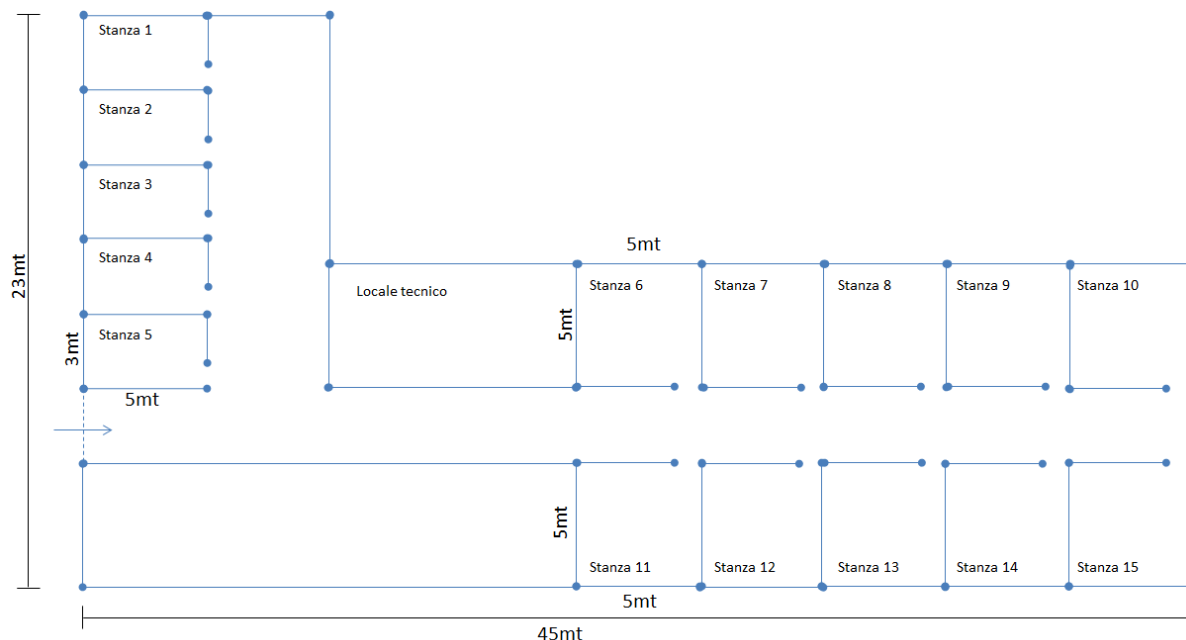 Stanza 1
Stanza 2
Stanza 3
Stanza 4
Stanza 5
3mt
5mt
23mt
Locale tecnico
5mt
5mt
Stanza 6
Stanza 7
Stanza 8
Stanza 9
Stanza 10
5mt
Stanza 11
Stanza 12
Stanza 13
Stanza 14
Stanza 15
5mt
45mt